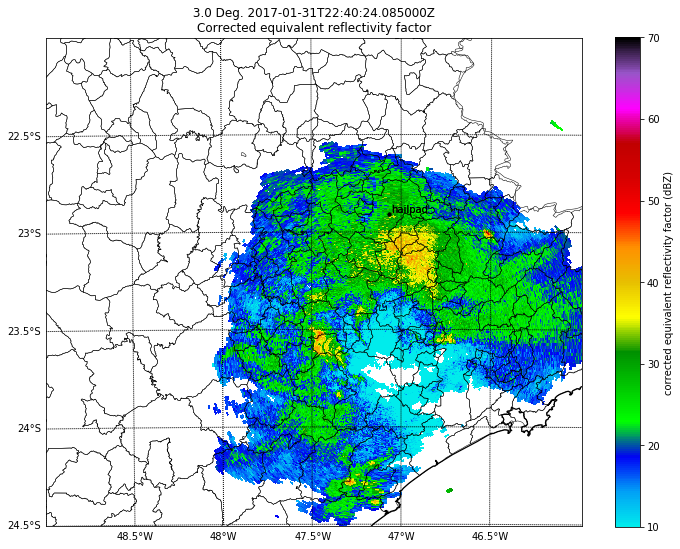 3.0 Deg. 2017-01-31T22:40:24.085000Z
Corrected equivalent reflectivity factor
70
60
50
40
30
20
10
corrected equivalent reflectivity factor (dBZ)
22.5°S
23°S
23.5°S
24°S
24.5°S
48.5°W
48°W
47.5°W
47°W
46.5°W